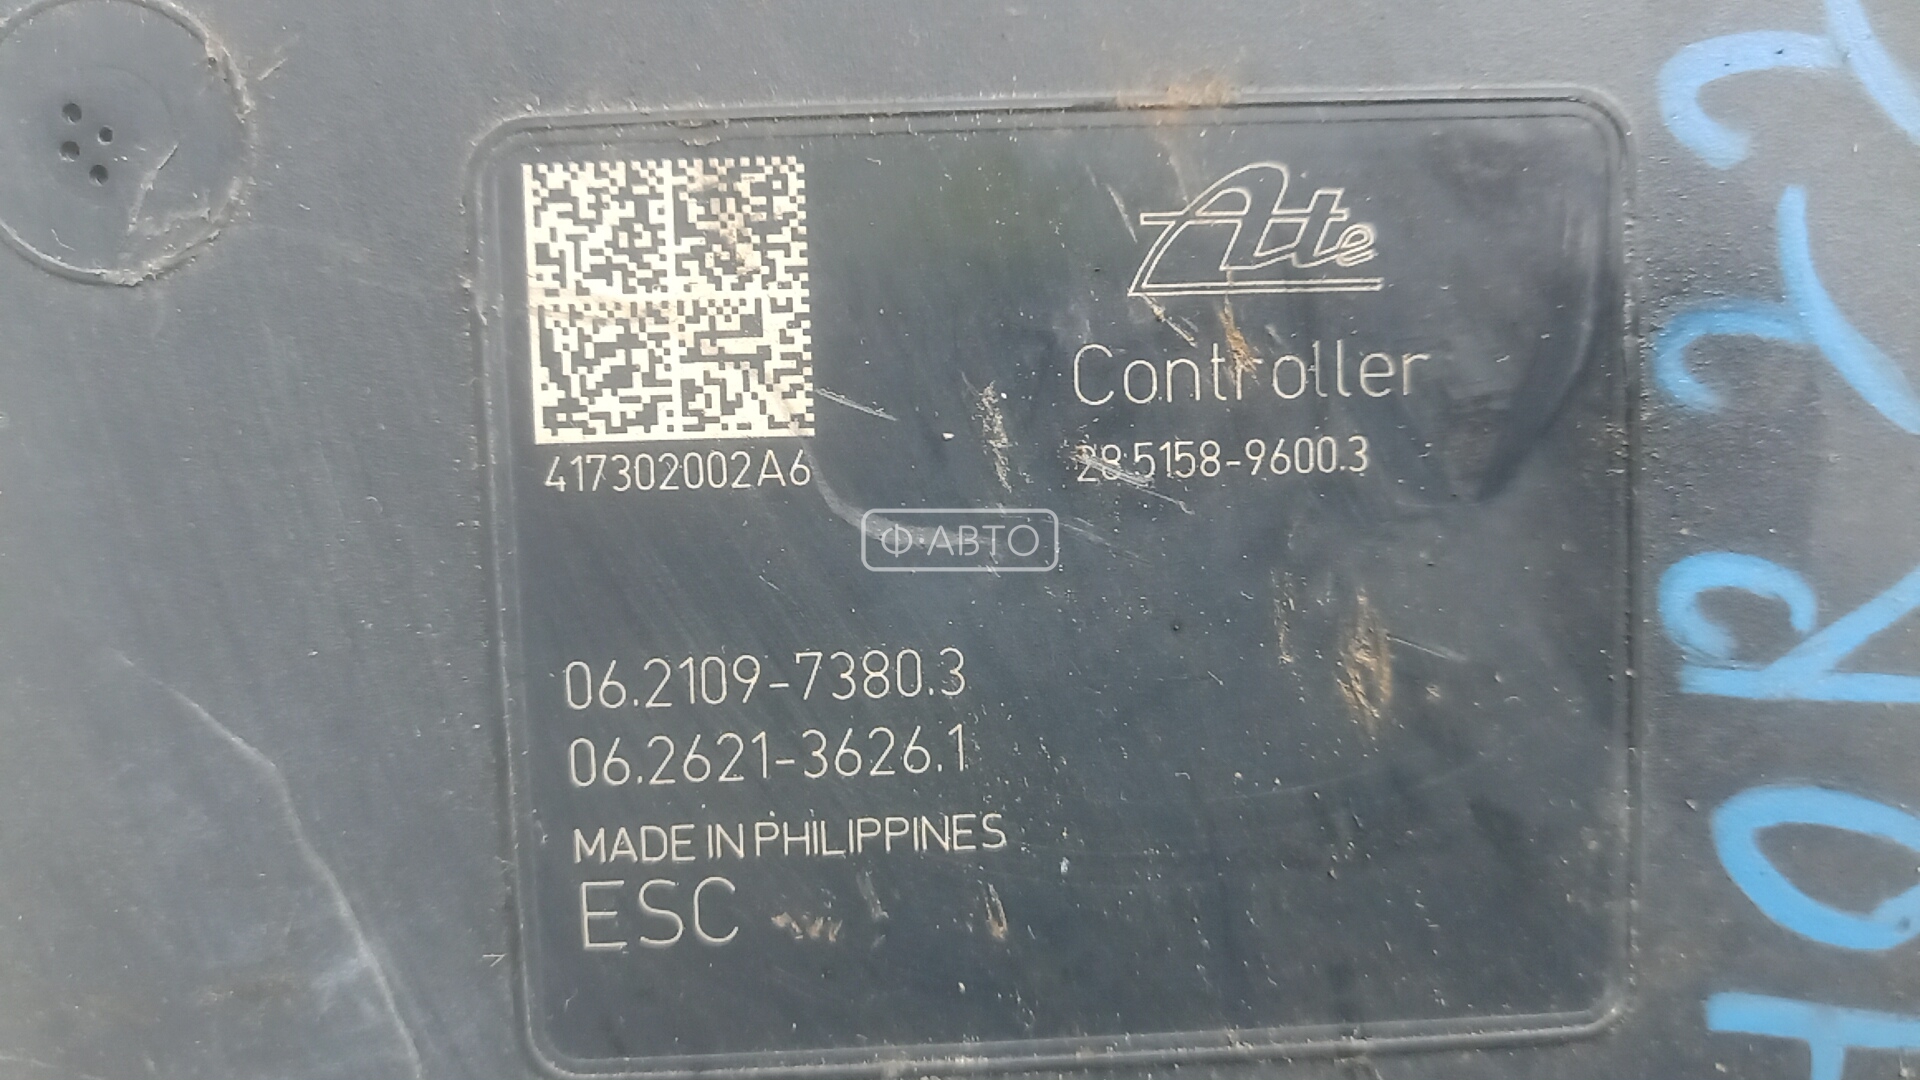 Ate
Controller
28.5158-9600.3
417302002A6
Ф·АВТО
06.2109-7380.3
06.2621-3626.1
MADE IN PHILIPPINES
ESC